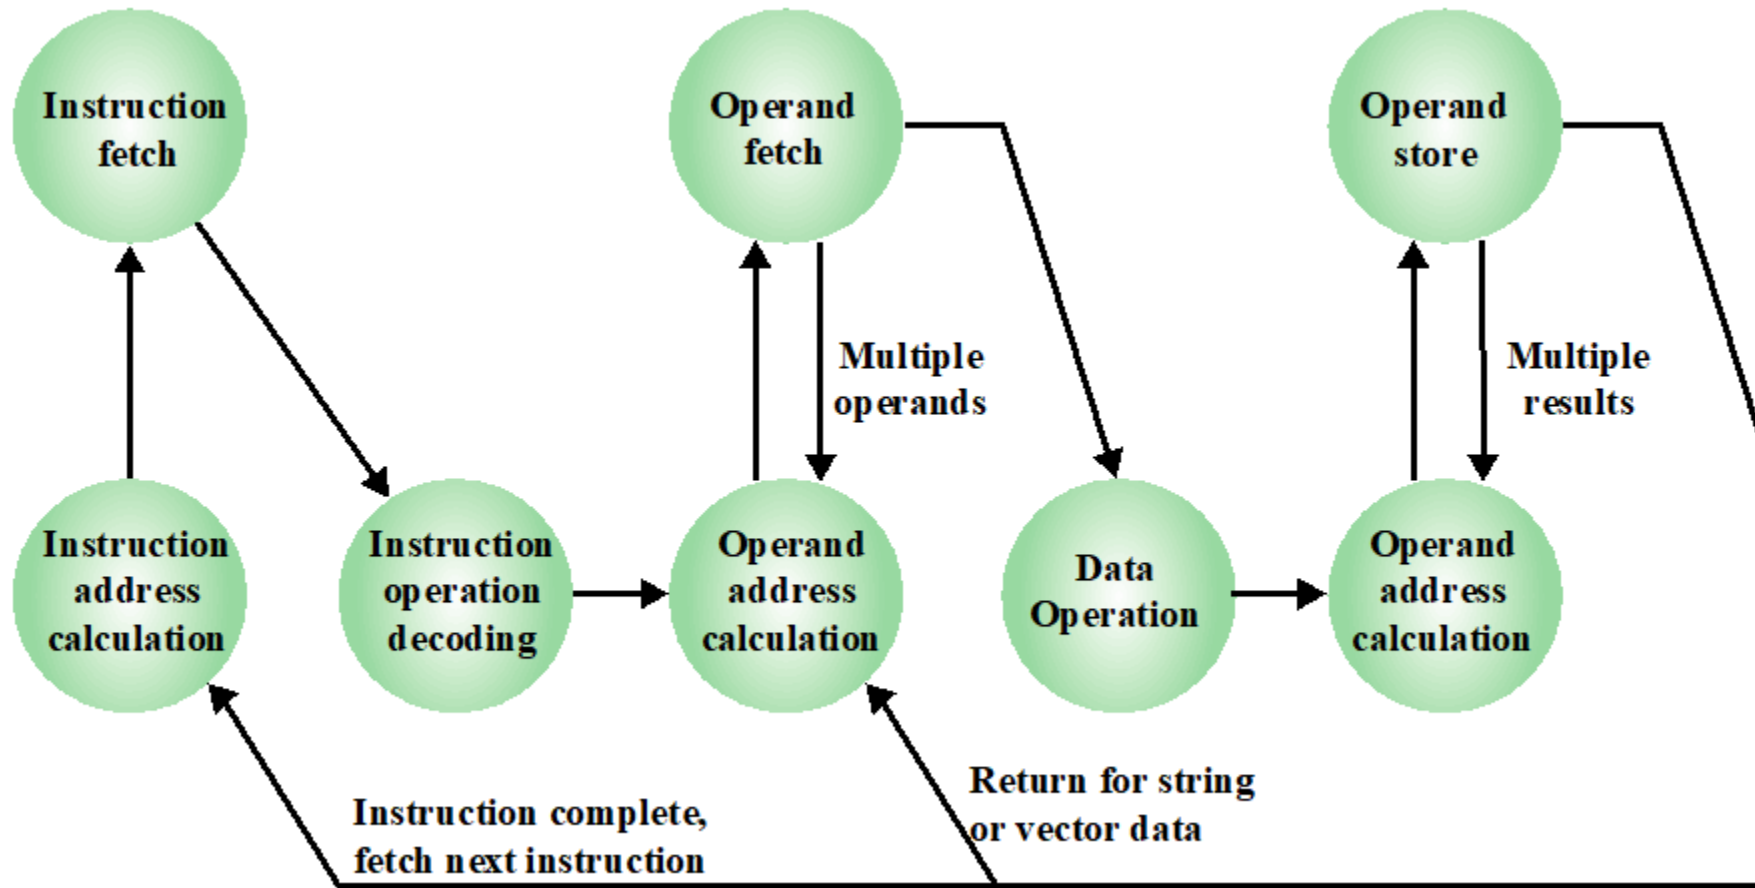 Instruction
fetch
Operand
fetch
Operand
store
Multiple
operands
Multiple
results
Instruction
address
calculation
Instruction
operation
decoding
Operand
address
calculation
Data
Operation
Operand
address
calculation
Instruction complete,
fetch next instruction
Return for string
or vector data